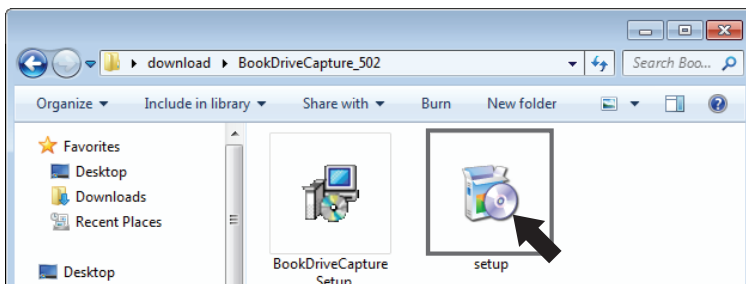 download BookDriveCapture_502 Search Boo...
Organize Include in library Share with Burn New folder
Favorites
Desktop
Downloads
Recent Places
Desktop
BookDriveCapture
Setup
setup